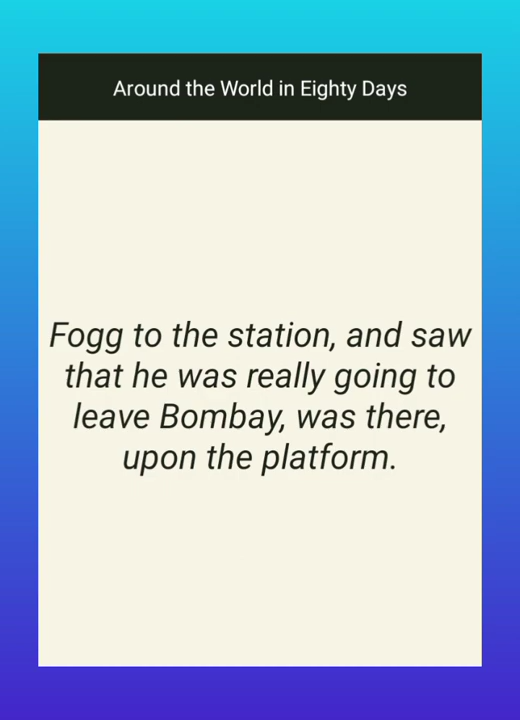 Around the World in Eighty Days
Fogg to the station, and saw
that he was really going to
leave Bombay, was there,
upon the platform.